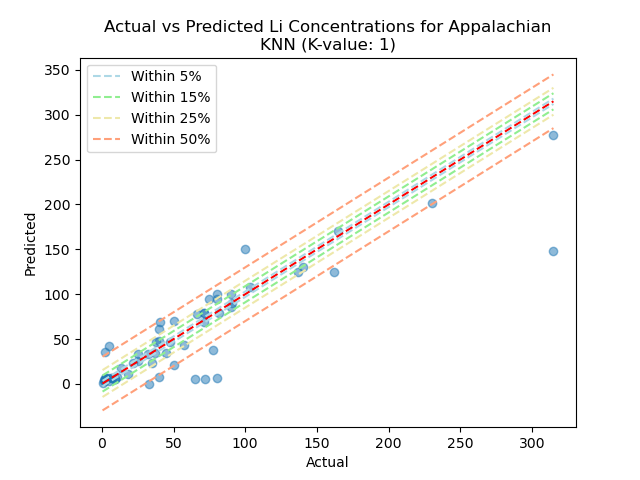 Actual vs Predicted Li Concentrations for Appalachian
KNN (K-value: 1)
Within 5%
Within 15%
Within 25%
Within 50%
350
300
250
200
150
100
50
0
Predicted
0
50
100
150
200
250
300
Actual